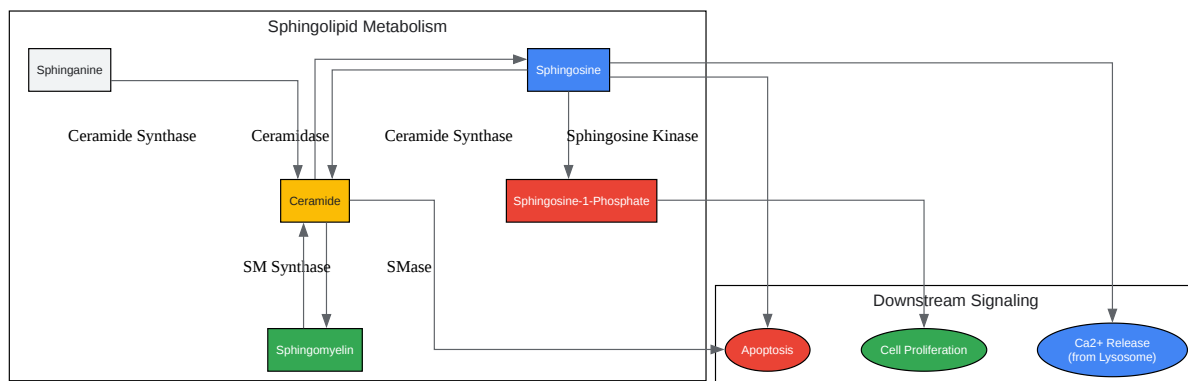 Sphingolipid Metabolism
Sphinganine
Sphingosine
Ceramide Synthase
Ceramidase
Ceramide Synthase
Sphingosine Kinase
Ceramide
Sphingosine-1-Phosphate
SM Synthase
SMase
Downstream Signaling
Sphingomyelin
Apoptosis
Cell Proliferation
Ca2+ Release
(from Lysosome)